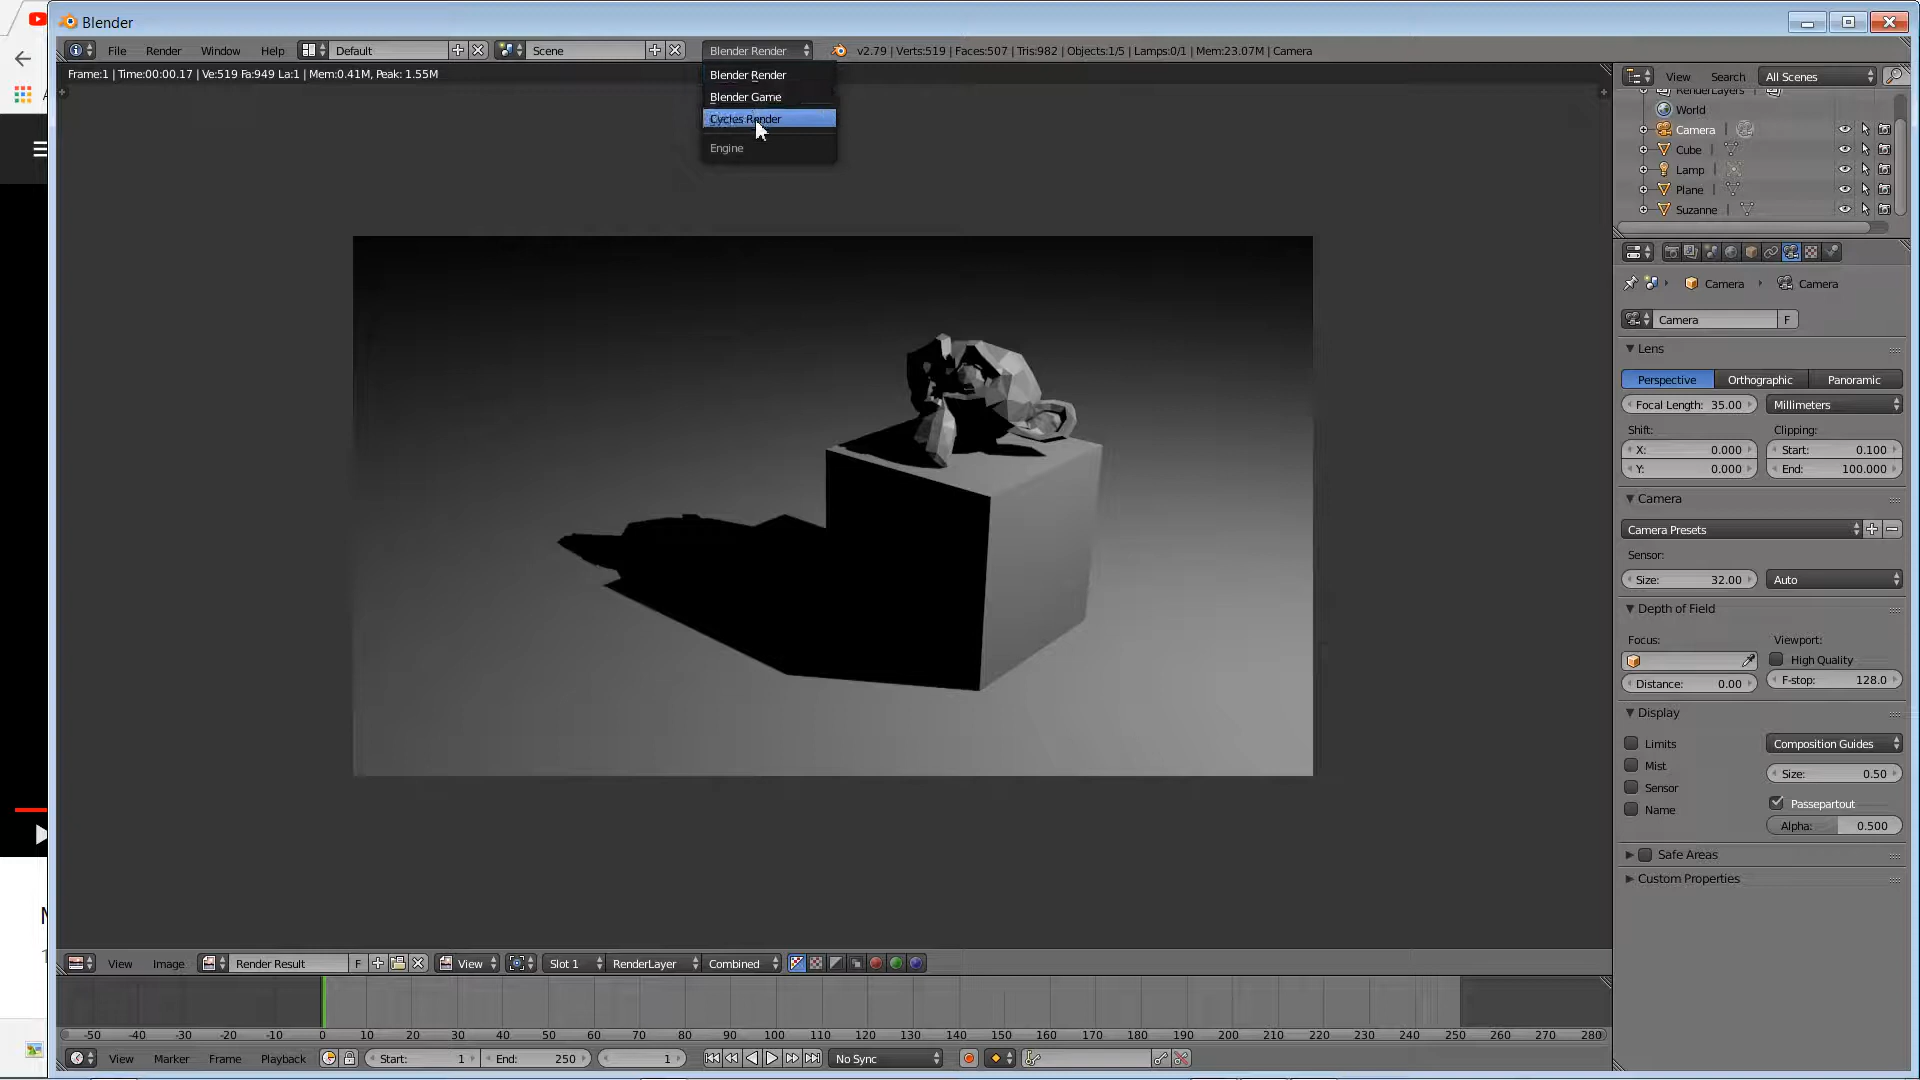 Blender
File Render Window Help Default Scene Blender Render v2.79 | Verts:519 | Faces:507 | Tris:982 | Objects:1/5 | Lamps:0/1 | Mem:23.07M | Camera
Frame:1 | Time:00:00.17 | Ve:519 Fa:949 La:1 | Mem:0.41M, Peak: 1.55M
Blender Render
Blender Game
Cycles Render
Engine
View Search All Scenes
RenderLayers
World
Camera
Cube
Lamp
Plane
Suzanne
Camera Camera
Camera F
Lens
Perspective Orthographic Panoramic
Focal Length: 35.00 Millimeters
Shift: Clipping:
X: 0.000 Start: 0.100
Y: 0.000 End: 100.000
Camera
Camera Presets
Sensor:
Size: 32.00 Auto
Depth of Field
Focus: Viewport:
High Quality
Distance: 0.00 F-stop: 128.0
Display
Limits Composition Guides
Mist Size: 0.50
Sensor
Name Passepartout
Alpha: 0.500
Safe Areas
Custom Properties
View Image Render Result F View Slot 1 RenderLayer Combined
-50 -40 -30 -20 -10 0 10 20 30 40 50 60 70 80 90 100 110 120 130 140 150 160 170 180 190 200 210 220 230 240 250 260 270 280
View Marker Frame Playback Start: 1 End: 250 1 No Sync